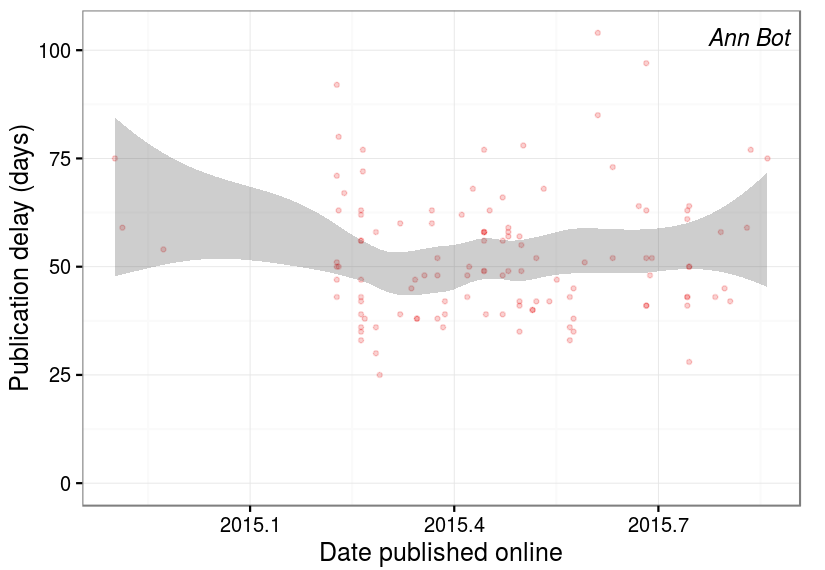 Ann Bot
Publication delay (days)
100
75
50
25
0
2015.1
2015.4
2015.7
Date published online